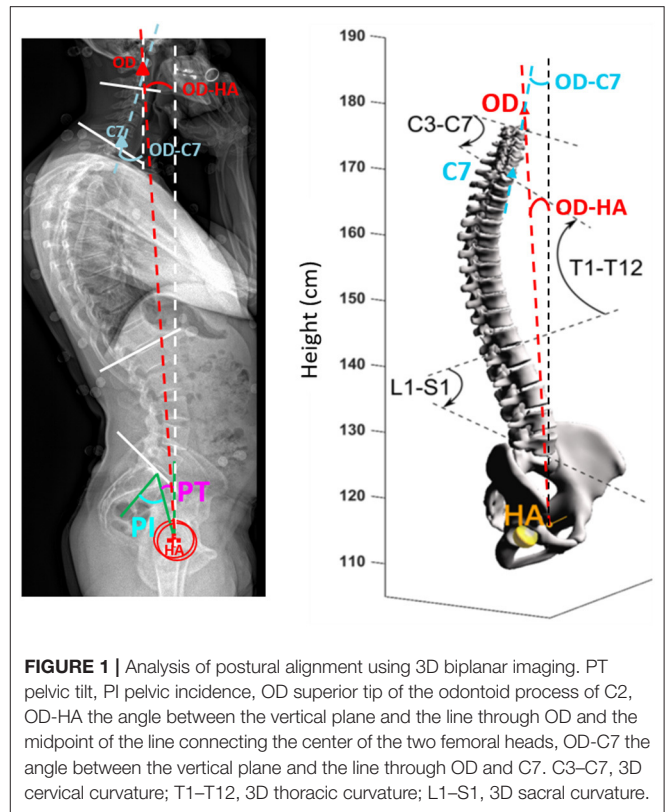 OD
OD-HA
C7
OD-C7
PT
PI
HA
190
180
170
160
150
140
130
120
110
Height (cm)
OD-C7
OD
C3-C7
C7
OD-HA
T1-T12
L1-S1
HA
FIGURE 1 | Analysis of postural alignment using 3D biplanar imaging. PT
pelvic tilt, PI pelvic incidence, OD superior tip of the odontoid process of C2,
OD-HA the angle between the vertical plane and the line through OD and the
midpoint of the line connecting the center of the two femoral heads, OD-C7 the
angle between the vertical plane and the line through OD and C7. C3–C7, 3D
cervical curvature; T1–T12, 3D thoracic curvature; L1–S1, 3D sacral curvature.